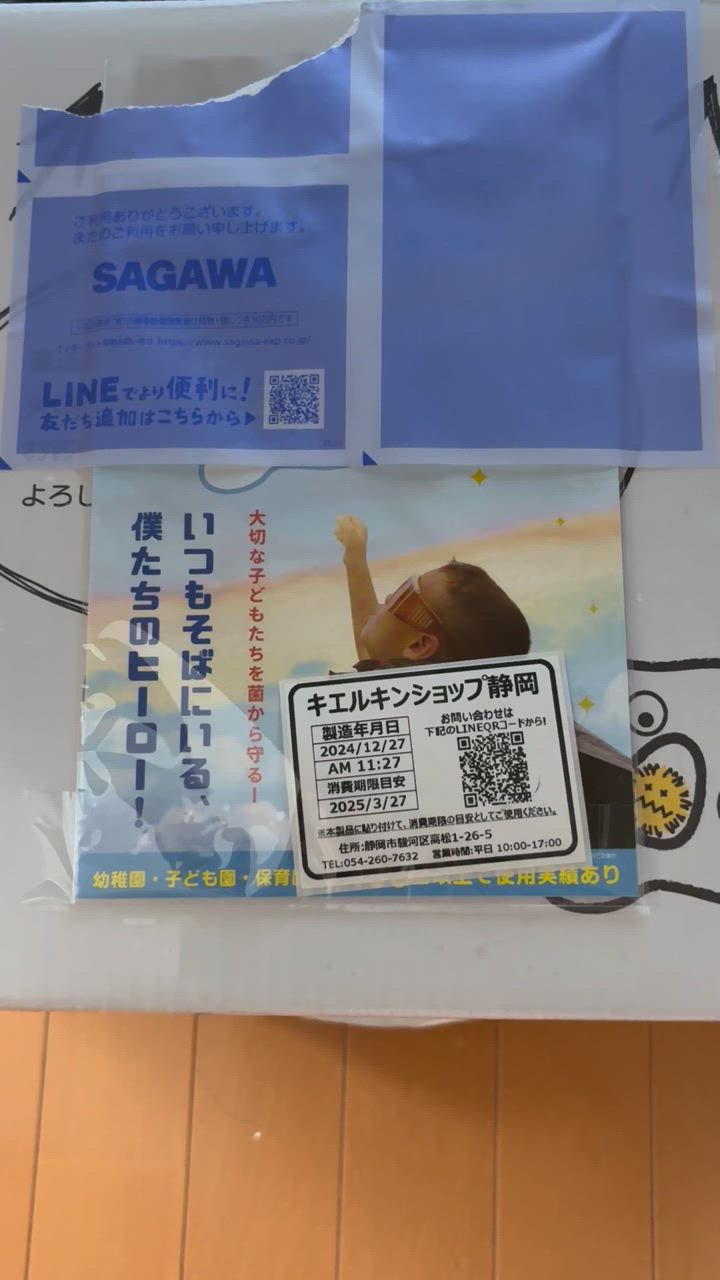 ご利用ありがとうございます。
またのご利用をお願い申し上げます。
SAGAWA
https://www.sagawa-exp.co.jp/
LINEでより便利に!
友だち追加はこちらから▶
よろし
大切な子どもたちを菌から守るー
いつもそばにいる、
僕たちのヒーロー!
キエルキンショップ静岡
製造年月日
2024/12/27
AM 11:27
消費期限目安
2025/3/27
お問い合わせは
下記のLINEQRコードから!
※本製品に貼り付けて、消費期限の目安としてご使用ください。
住所:静岡市駿河区高松1-26-5
TEL:054-260-7632 営業時間:平日 10:00-17:00
幼稚園・子ども園・保育 で使用実績あり